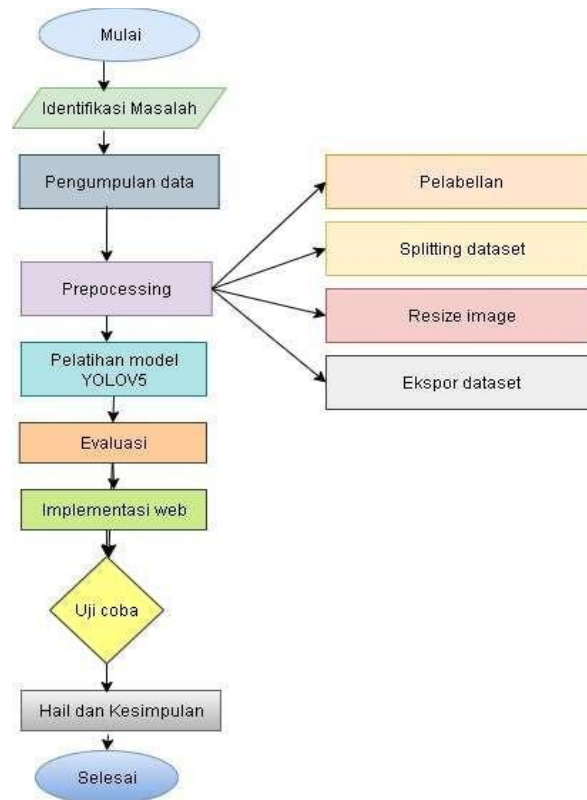 Mulai
Identifikasi Masalah
Pengumpulan data
Prepocessing
Pelabellan
Splitting dataset
Resize image
Ekspor dataset
Pelatihan model
YOLOV5
Evaluasi
Implementasi web
Uji coba
Hail dan Kesimpulan
Selesai